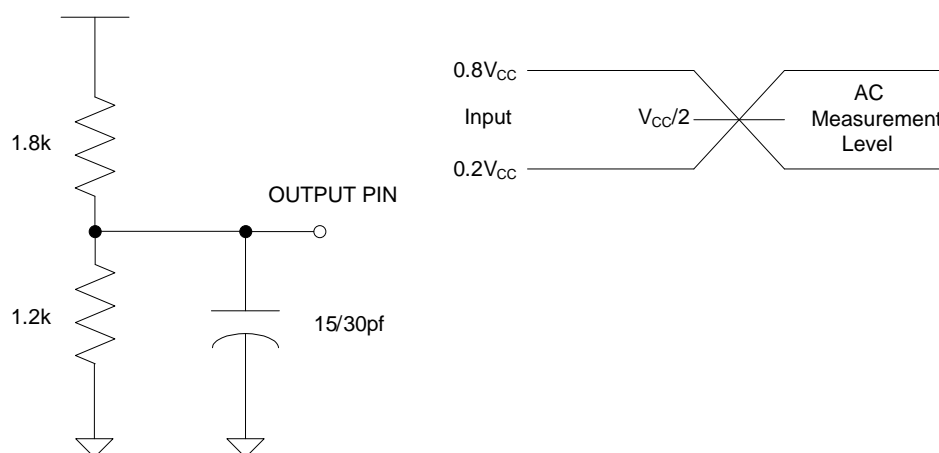 1.8k
OUTPUT PIN
1.2k
15/30pf
0.8VCC
Input
VCC/2
0.2VCC
AC
Measurement
Level